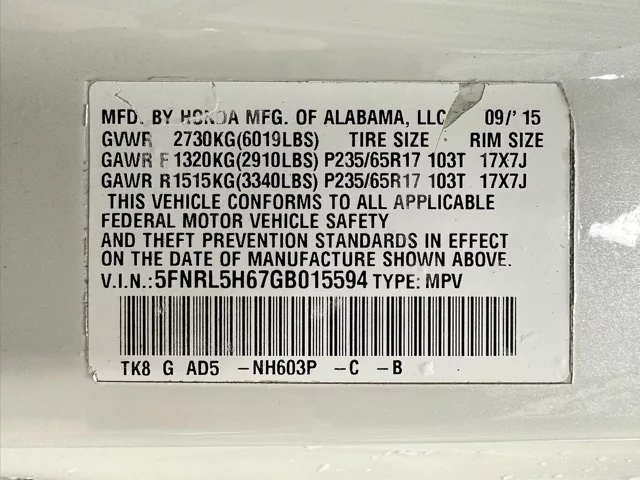 MFD. BY HONDA MFG. OF ALABAMA, LLC 09/'15
GVWR 2730KG(6019LBS) TIRE SIZE RIM SIZE
GAWR F 1320KG(2910LBS) P235/65R17 103T 17X7J
GAWR R1515KG(3340LBS) P235/65R17 103T 17X7J
THIS VEHICLE CONFORMS TO ALL APPLICABLE
FEDERAL MOTOR VEHICLE SAFETY
AND THEFT PREVENTION STANDARDS IN EFFECT
ON THE DATE OF MANUFACTURE SHOWN ABOVE.
V.I.N.:5FNRL5H67GB015594 TYPE: MPV
TK8 G AD5 -NH603P -C -B